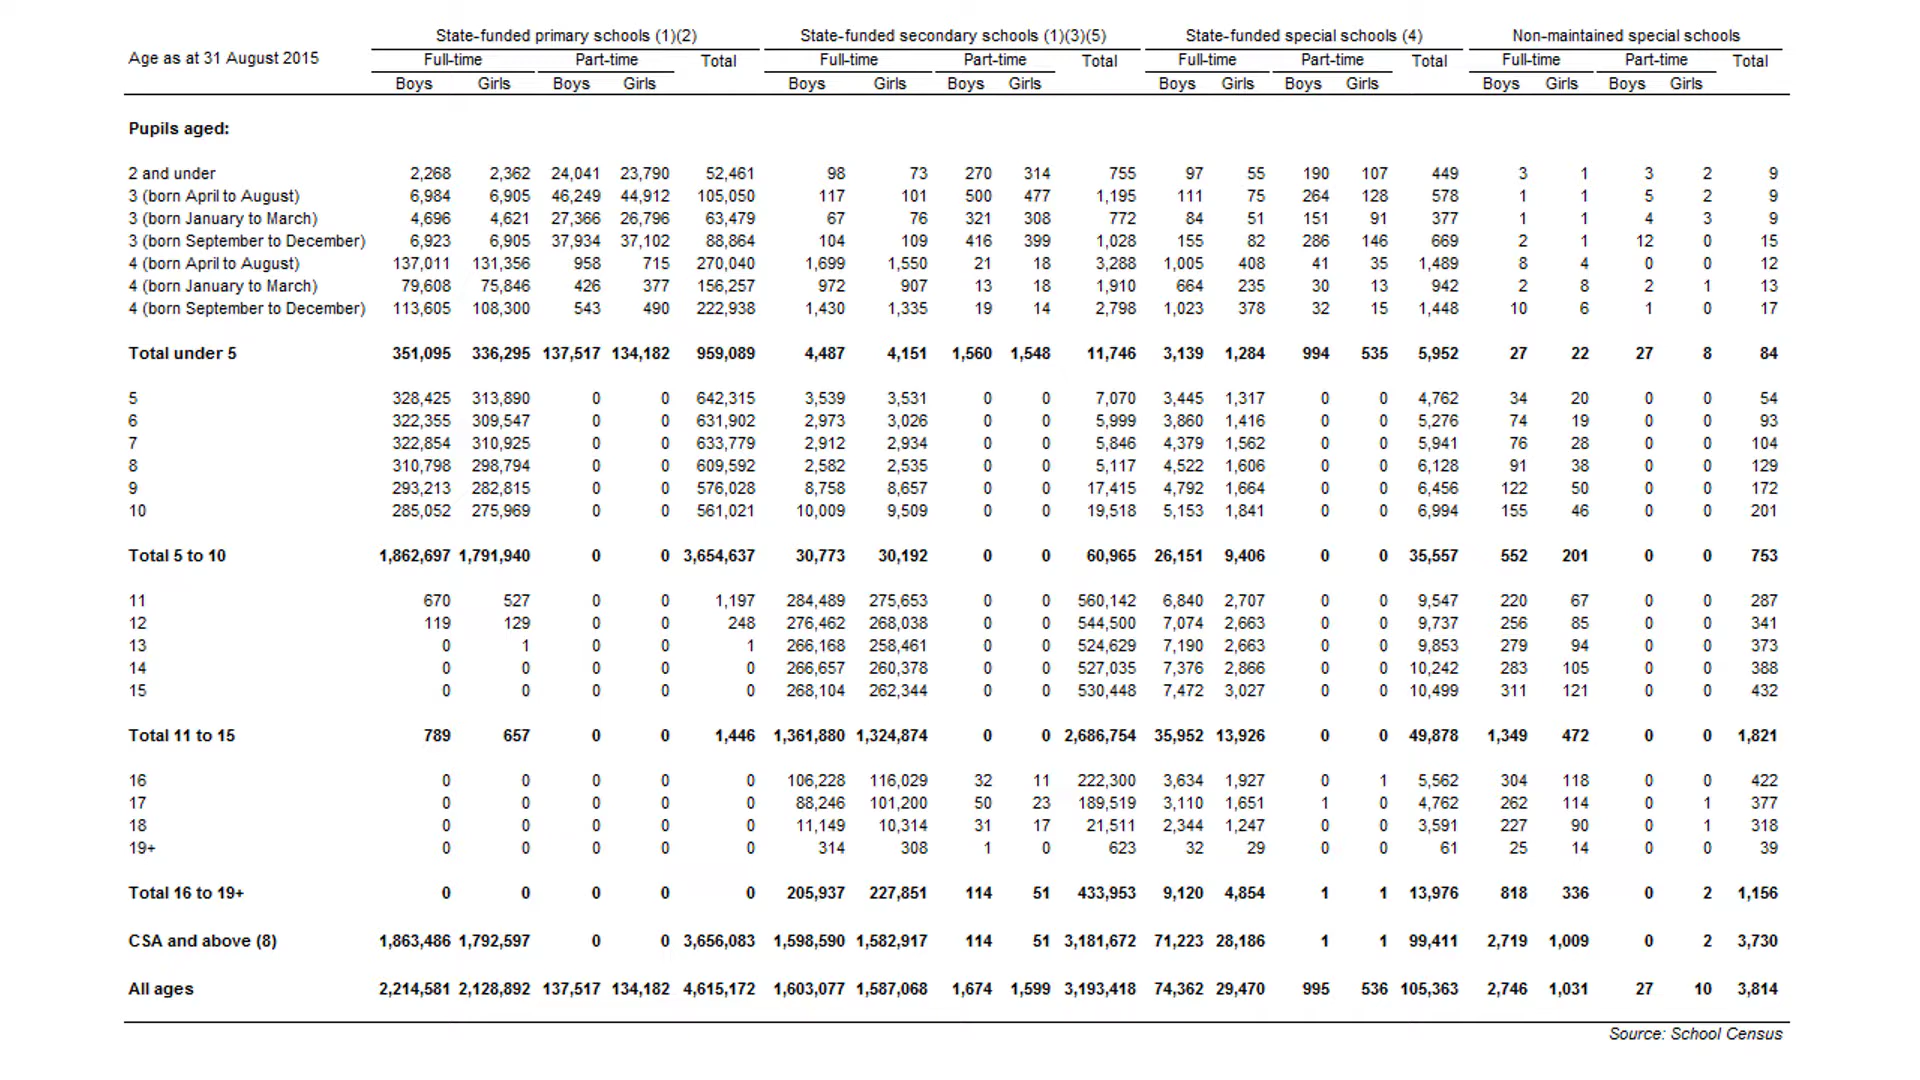 State-funded primary schools (1)(2) State-funded secondary schools (1)(3)(5) State-funded special schools (4) Non-maintained special schools
Age as at 31 August 2015 Full-time Part-time Total Full-time Part-time Total Full-time Part-time Total Full-time Part-time Total
Boys Girls Boys Girls Boys Girls Boys Girls Boys Girls Boys Girls Boys Girls Boys Girls
Pupils aged:
2 and under 2,268 2,362 24,041 23,790 52,461 98 73 270 314 755 97 55 190 107 449 3 1 3 2 9
3 (born April to August) 6,984 6,905 46,249 44,912 105,050 117 101 500 477 1,195 111 75 264 128 578 1 1 5 2 9
3 (born January to March) 4,696 4,621 27,366 26,796 63,479 67 76 321 308 772 84 51 151 91 377 1 1 4 3 9
3 (born September to December) 6,923 6,905 37,934 37,102 88,864 104 109 416 399 1,028 155 82 286 146 669 2 1 12 0 15
4 (born April to August) 137,011 131,356 958 715 270,040 1,699 1,550 21 18 3,288 1,005 408 41 35 1,489 8 4 0 0 12
4 (born January to March) 79,608 75,846 426 377 156,257 972 907 13 18 1,910 664 235 30 13 942 2 8 2 1 13
4 (born September to December) 113,605 108,300 543 490 222,938 1,430 1,335 19 14 2,798 1,023 378 32 15 1,448 10 6 1 0 17
Total under 5 351,095 336,295 137,517 134,182 959,089 4,487 4,151 1,560 1,548 11,746 3,139 1,284 994 535 5,952 27 22 27 8 84
5 328,425 313,890 0 0 642,315 3,539 3,531 0 0 7,070 3,445 1,317 0 0 4,762 34 20 0 0 54
6 322,355 309,547 0 0 631,902 2,973 3,026 0 0 5,999 3,860 1,416 0 0 5,276 74 19 0 0 93
7 322,854 310,925 0 0 633,779 2,912 2,934 0 0 5,846 4,379 1,562 0 0 5,941 76 28 0 0 104
8 310,798 298,794 0 0 609,592 2,582 2,535 0 0 5,117 4,522 1,606 0 0 6,128 91 38 0 0 129
9 293,213 282,815 0 0 576,028 8,758 8,657 0 0 17,415 4,792 1,664 0 0 6,456 122 50 0 0 172
10 285,052 275,969 0 0 561,021 10,009 9,509 0 0 19,518 5,153 1,841 0 0 6,994 155 46 0 0 201
Total 5 to 10 1,862,697 1,791,940 0 0 3,654,637 30,773 30,192 0 0 60,965 26,151 9,406 0 0 35,557 552 201 0 0 753
11 670 527 0 0 1,197 284,489 275,653 0 0 560,142 6,840 2,707 0 0 9,547 220 67 0 0 287
12 119 129 0 0 248 276,462 268,038 0 0 544,500 7,074 2,663 0 0 9,737 256 85 0 0 341
13 0 1 0 0 1 266,168 258,461 0 0 524,629 7,190 2,663 0 0 9,853 279 94 0 0 373
14 0 0 0 0 0 266,657 260,378 0 0 527,035 7,376 2,866 0 0 10,242 283 105 0 0 388
15 0 0 0 0 0 268,104 262,344 0 0 530,448 7,472 3,027 0 0 10,499 311 121 0 0 432
Total 11 to 15 789 657 0 0 1,446 1,361,880 1,324,874 0 0 2,686,754 35,952 13,926 0 0 49,878 1,349 472 0 0 1,821
16 0 0 0 0 0 106,228 116,029 32 11 222,300 3,634 1,927 0 1 5,562 304 118 0 0 422
17 0 0 0 0 0 88,246 101,200 50 23 189,519 3,110 1,651 1 0 4,762 262 114 0 1 377
18 0 0 0 0 0 11,149 10,314 31 17 21,511 2,344 1,247 0 0 3,591 227 90 0 1 318
19+ 0 0 0 0 0 314 308 1 0 623 32 29 0 0 61 25 14 0 0 39
Total 16 to 19+ 0 0 0 0 0 205,937 227,851 114 51 433,953 9,120 4,854 1 1 13,976 818 336 0 2 1,156
CSA and above (8) 1,863,486 1,792,597 0 0 3,656,083 1,598,590 1,582,917 114 51 3,181,672 71,223 28,186 1 1 99,411 2,719 1,009 0 2 3,730
All ages 2,214,581 2,128,892 137,517 134,182 4,615,172 1,603,077 1,587,068 1,674 1,599 3,193,418 74,362 29,470 995 536 105,363 2,746 1,031 27 10 3,814
Source: School Census